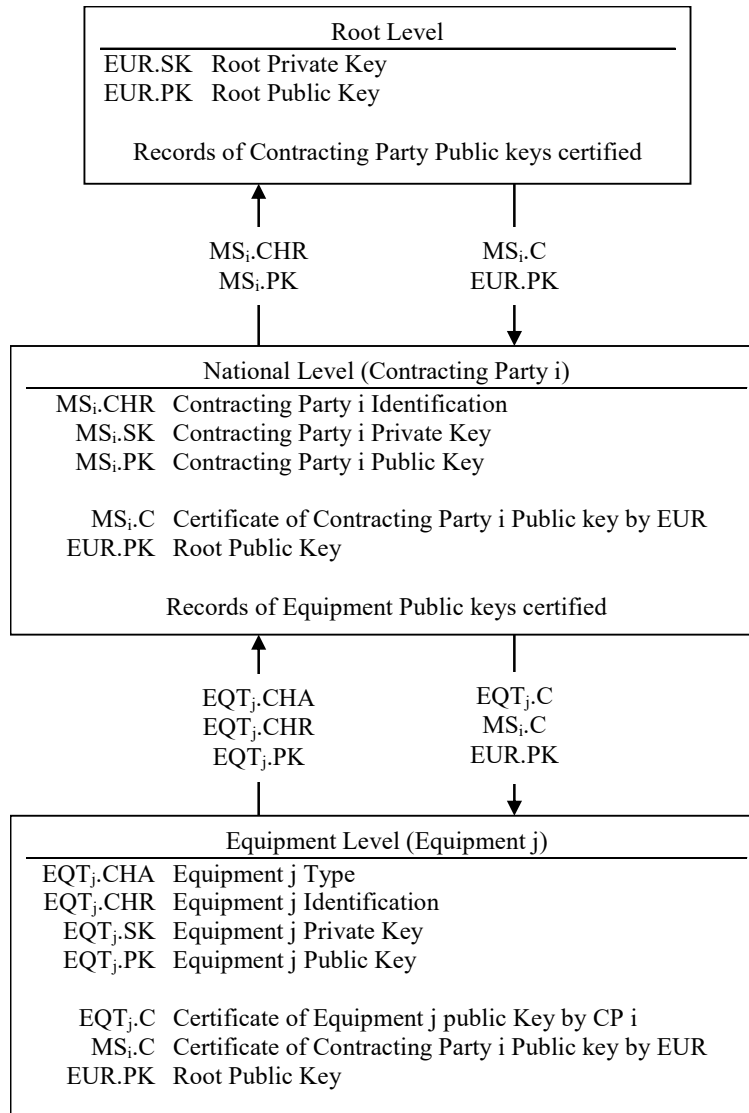 Root Level
EUR.SK Root Private Key
EUR.PK Root Public Key
Records of Contracting Party Public keys certified
MSi.CHR MSi.C
MSi.PK EUR.PK
National Level (Contracting Party i)
MSi.CHR Contracting Party i Identification
MSi.SK Contracting Party i Private Key
MSi.PK Contracting Party i Public Key
MSi.C Certificate of Contracting Party i Public key by EUR
EUR.PK Root Public Key
Records of Equipment Public keys certified
EQTj.CHA EQTj.C
EQTj.CHR MSi.C
EQTj.PK EUR.PK
Equipment Level (Equipment j)
EQTj.CHA Equipment j Type
EQTj.CHR Equipment j Identification
EQTj.SK Equipment j Private Key
EQTj.PK Equipment j Public Key
EQTj.C Certificate of Equipment j public Key by CP i
MSi.C Certificate of Contracting Party i Public key by EUR
EUR.PK Root Public Key